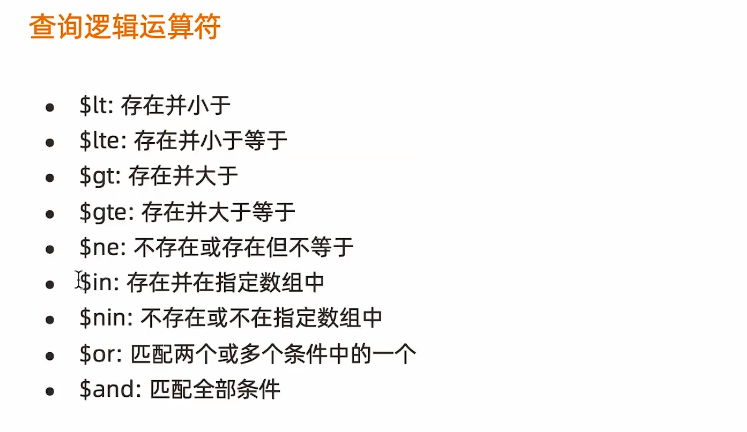 查询逻辑运算符
• $lt: 存在并小于
• $lte: 存在并小于等于
• $gt: 存在并大于
• $gte: 存在并大于等于
• $ne: 不存在或存在但不等于
• $in: 存在并在指定数组中
• $nin: 不存在或不在指定数组中
• $or: 匹配两个或多个条件中的一个
• $and: 匹配全部条件